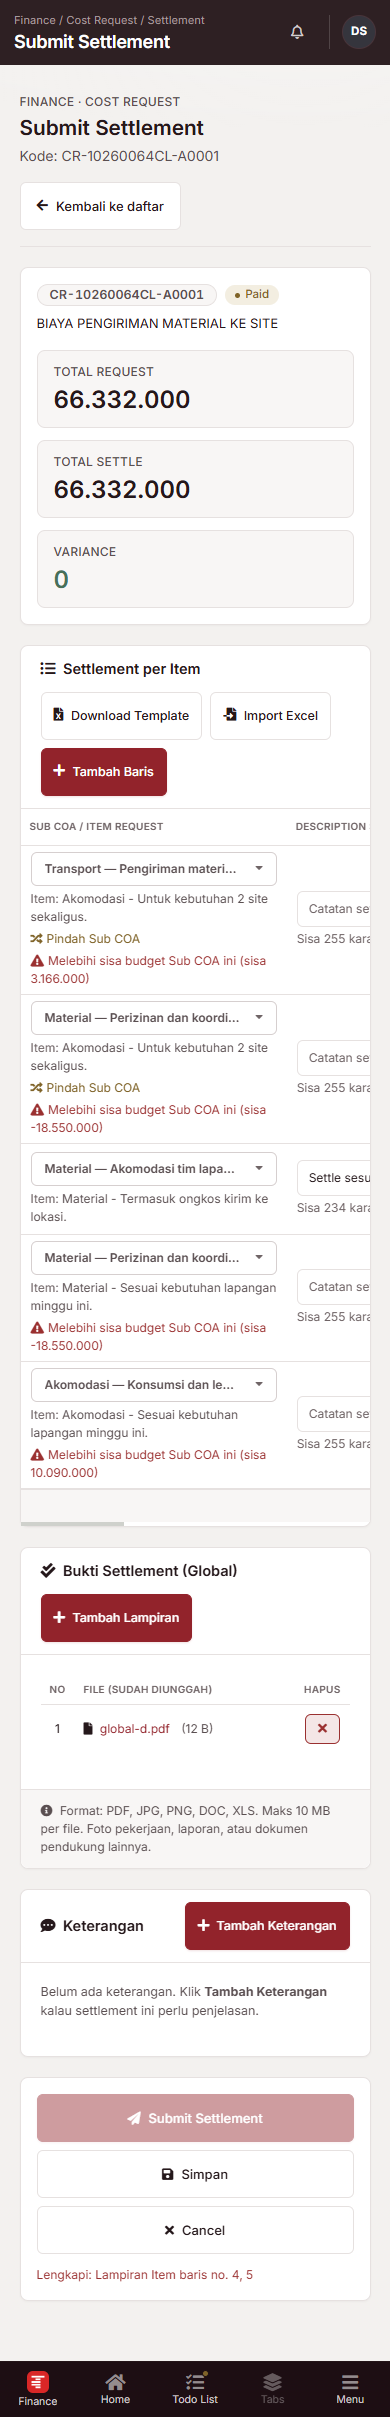 Finance / Cost Request / Settlement
Submit Settlement
DS
FINANCE · COST REQUEST
Submit Settlement
Kode: CR-10260064CL-A0001
Kembali ke daftar
CR-10260064CL-A0001 Paid
BIAYA PENGIRIMAN MATERIAL KE SITE
TOTAL REQUEST
66.332.000
TOTAL SETTLE
66.332.000
VARIANCE
0
Settlement per Item
Download Template Import Excel
Tambah Baris
SUB COA / ITEM REQUEST DESCRIPTION
Transport — Pengiriman materi...
Item: Akomodasi - Untuk kebutuhan 2 site
sekaligus.
Catatan se
Pindah Sub COA Sisa 255 kara
Melebihi sisa budget Sub COA ini (sisa
3.166.000)
Material — Perizinan dan koordi...
Item: Akomodasi - Untuk kebutuhan 2 site
sekaligus.
Catatan se
Pindah Sub COA Sisa 255 kara
Melebihi sisa budget Sub COA ini (sisa
-18.550.000)
Material — Akomodasi tim lapa... Settle sesu
Item: Material - Termasuk ongkos kirim ke
lokasi.
Sisa 234 kara
Material — Perizinan dan koordi...
Item: Material - Sesuai kebutuhan lapangan
minggu ini.
Catatan se
Melebihi sisa budget Sub COA ini (sisa
-18.550.000)
Sisa 255 kara
Akomodasi — Konsumsi dan le...
Item: Akomodasi - Sesuai kebutuhan
lapangan minggu ini.
Catatan se
Melebihi sisa budget Sub COA ini (sisa
10.090.000)
Sisa 255 kara
Bukti Settlement (Global)
Tambah Lampiran
NO FILE (SUDAH DIUNGGAH) HAPUS
1 global-d.pdf (12 B)
Format: PDF, JPG, PNG, DOC, XLS. Maks 10 MB
per file. Foto pekerjaan, laporan, atau dokumen
pendukung lainnya.
Keterangan Tambah Keterangan
Belum ada keterangan. Klik Tambah Keterangan
kalau settlement ini perlu penjelasan.
Submit Settlement
Simpan
Cancel
Lengkapi: Lampiran Item baris no. 4, 5
Finance Home Todo List Tabs Menu